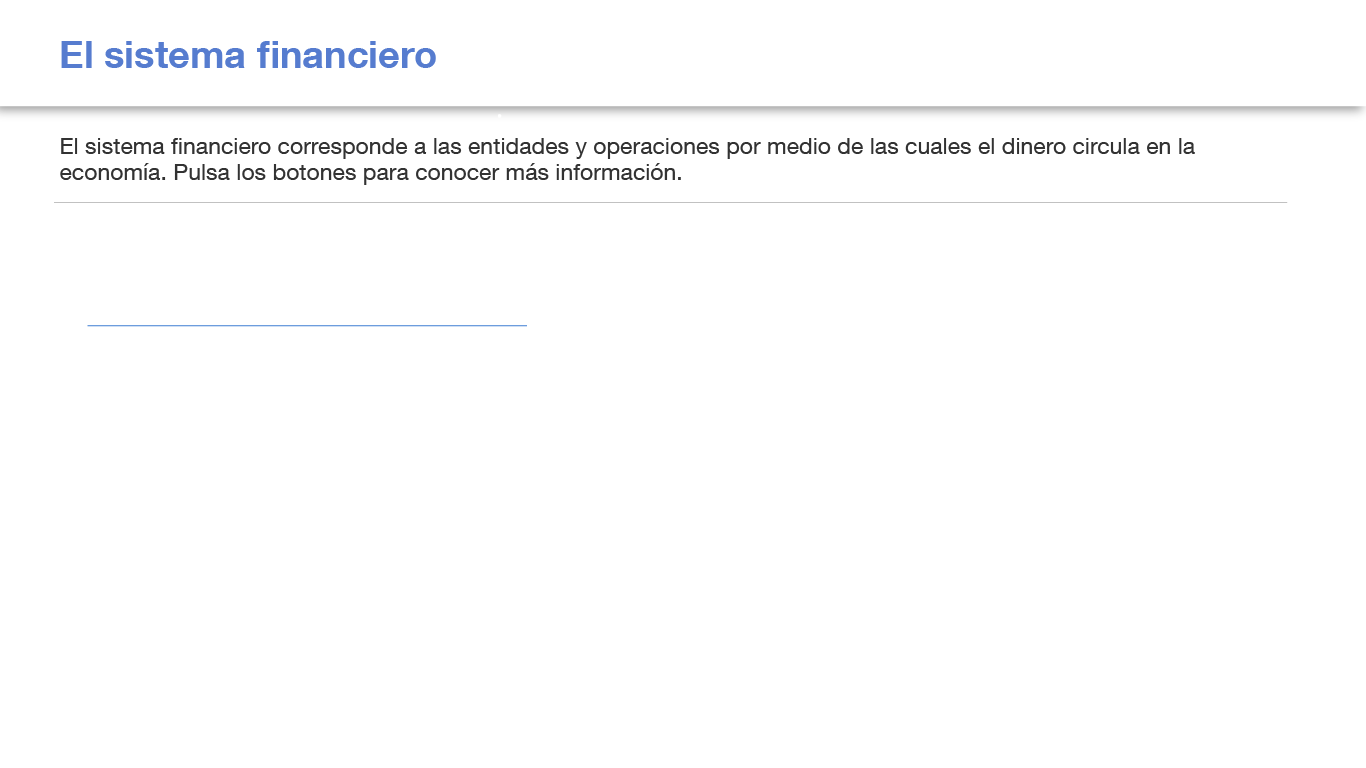 El sistema financiero
El sistema financiero corresponde a las entidades y operaciones por medio de las cuales el dinero circula en la
economía. Pulsa los botones para conocer más información.